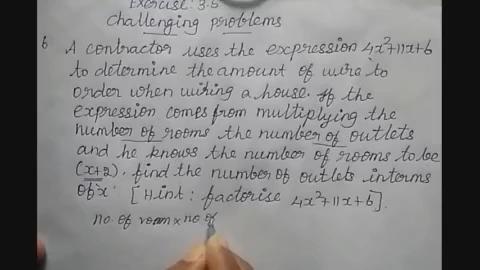 Exercise: 3.5
Challenging problems
6 A contractor uses the expression 4x²+11x+6
to determine the amount of wire to
order when wiring a house. If the
expression comes from multiplying the
number of rooms the number of outlets
and he knows the number of rooms to be
(x+2). find the number of outlets interms
of 'x'. [Hint : factorise 4x²+11x+6].
no. of room × no of